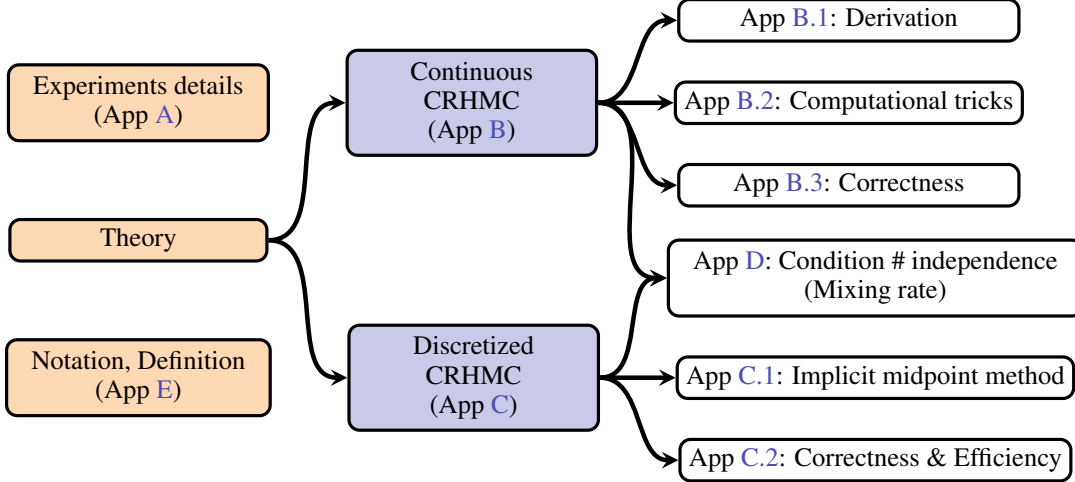 Experiments details
(App A)
Theory
Notation, Definition
(App E)
Continuous
CRHMC
(App B)
Discretized
CRHMC
(App C)
App B.1: Derivation
App B.2: Computational tricks
App B.3: Correctness
App D: Condition # independence
(Mixing rate)
App C.1: Implicit midpoint method
App C.2: Correctness & Efficiency